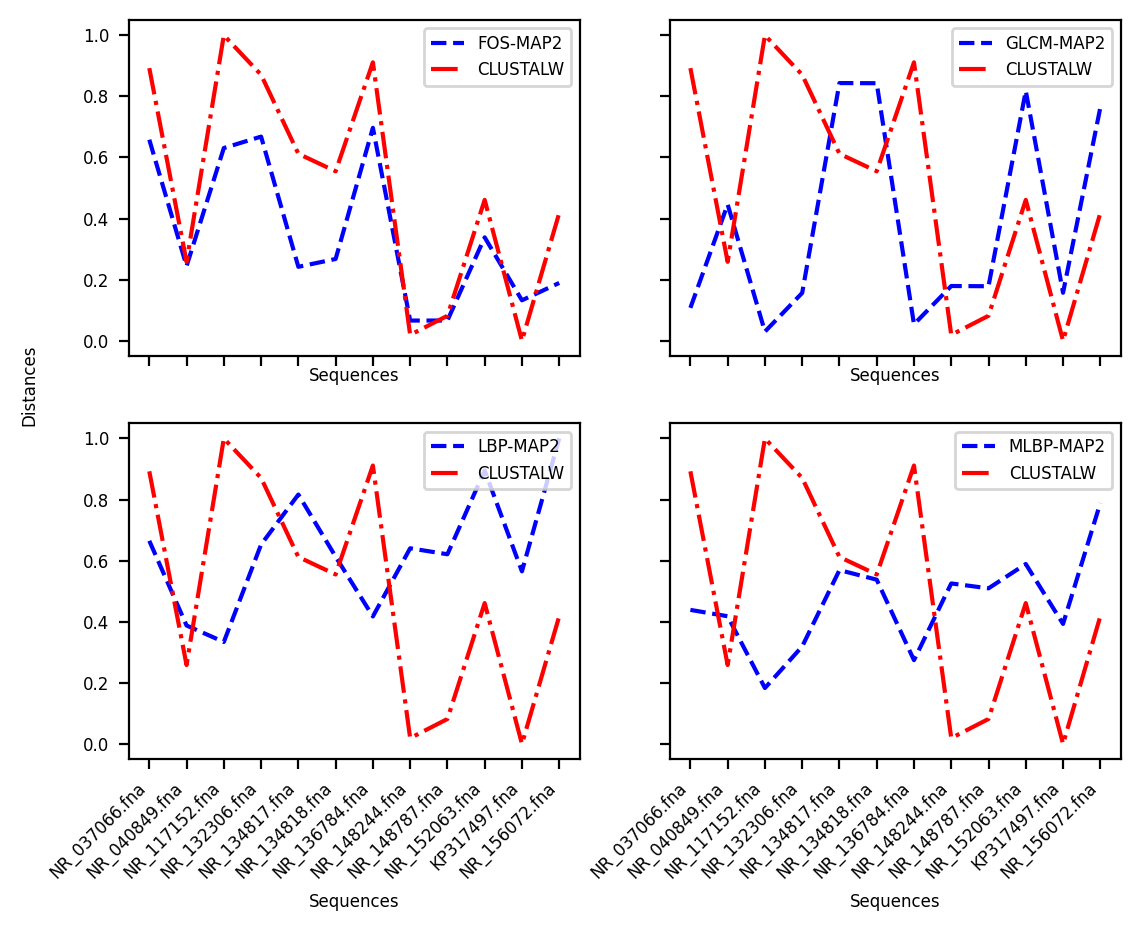 FOS-MAP2
CLUSTALW
1.0
0.8
0.6
0.4
0.2
0.0
Sequences
GLCM-MAP2
CLUSTALW
Sequences
Distances
LBP-MAP2
CLUSTALW
1.0
0.8
0.6
0.4
0.2
0.0
NR_037066.fna
NR_040849.fna
NR_117152.fna
NR_132306.fna
NR_134817.fna
NR_134818.fna
NR_136784.fna
NR_148244.fna
NR_148787.fna
NR_152063.fna
KP317497.fna
NR_156072.fna
Sequences
MLBP-MAP2
CLUSTALW
NR_037066.fna
NR_040849.fna
NR_117152.fna
NR_132306.fna
NR_134817.fna
NR_134818.fna
NR_136784.fna
NR_148244.fna
NR_148787.fna
NR_152063.fna
KP317497.fna
NR_156072.fna
Sequences